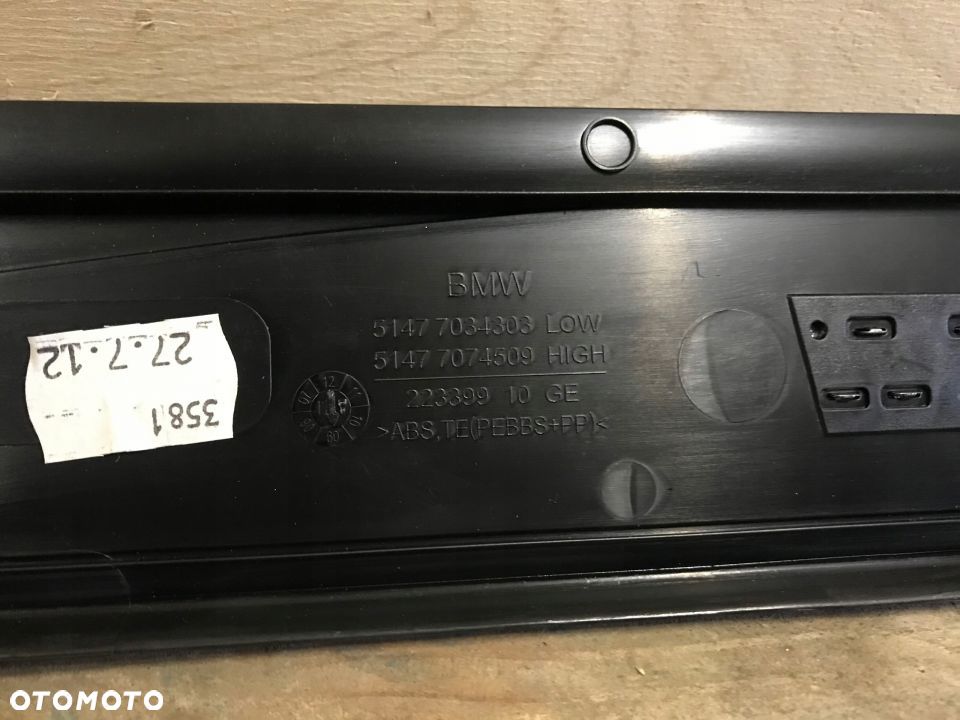 BMW
5147 7034303 LOW
5147 7074509 HIGH
223399 10 GE
>ABS,TE(PEBBS+PP)<
27.7.12
3581
12
OTOMOTO